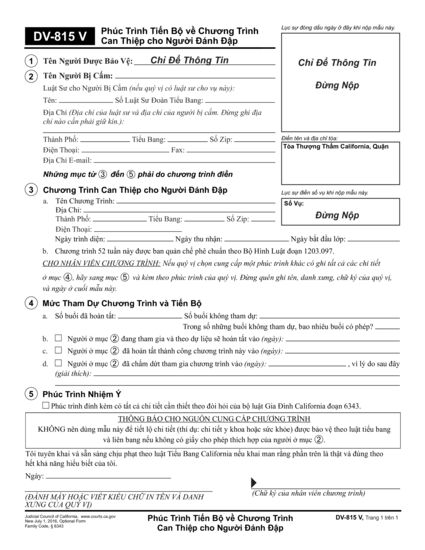 DV-815 V
Phúc Trình Tiến Bộ về Chương Trình
Can Thiệp cho Người Đánh Đập
Lục sự đóng dấu ngày ở đây khi nộp mẫu này.
Chỉ Để Thông Tin
Đừng Nộp
1 Tên Người Được Bảo Vệ: Chỉ Để Thông Tin
2 Tên Người Bị Cấm:
Luật Sư cho Người Bị Cấm (nếu quý vị có luật sư cho vụ này):
Tên: Số Luật Sư Đoàn Tiểu Bang:
Địa Chỉ (Địa chỉ của luật sư và địa chỉ của người bị cấm. Đừng ghi địa
chỉ nào cần phải giữ kín.):
Thành Phố: Tiểu Bang: Số Zip:
Điện Thoại: Fax:
Địa Chỉ E-mail:
Điền tên và địa chỉ tòa:
Tòa Thượng Thẩm California, Quận
Những mục từ 3 đến 5 phải do chương trình điền
3 Chương Trình Can Thiệp cho Người Đánh Đập
Lục sự điền số vụ khi nộp mẫu này.
Số Vụ:
Đừng Nộp
a. Tên Chương Trình:
Địa Chỉ:
Thành Phố: Tiểu Bang: Số Zip:
Điện Thoại:
Ngày trình diện: Ngày thu nhận: Ngày bắt đầu lớp:
b. Chương trình 52 tuần này được ban quản chế phê chuẩn theo Bộ Hình Luật đoạn 1203.097.
CHO NHÂN VIÊN CHƯƠNG TRÌNH: Nếu quý vị chọn cung cấp một phúc trình khác có ghi tất cả các chi tiết
ở mục 4, hãy sang mục 5 và kèm theo phúc trình của quý vị. Đừng quên ghi tên, danh xưng, chữ ký của quý vị,
và ngày ở cuối mẫu này.
4 Mức Tham Dự Chương Trình và Tiến Bộ
a. Số buổi đã hoàn tất: Số buổi không tham dự:
Trong số những buổi không tham dự, bao nhiêu buổi có phép?
b. Người ở mục 2 đang tham gia và theo dự liệu sẽ hoàn tất vào (ngày):
c. Người ở mục 2 đã hoàn tất thành công chương trình này vào (ngày):
d. Người ở mục 2 đã chấm dứt tham gia chương trình vào (ngày): , vì lý do sau đây
(giải thích):
5 Phúc Trình Nhiệm Ý
Phúc trình đính kèm có tất cả chi tiết cần thiết theo đòi hỏi của bộ luật Gia Đình California đoạn 6343.
THÔNG BÁO CHO NGUỒN CUNG CẤP CHƯƠNG TRÌNH
KHÔNG nên dùng mẫu này để tiết lộ chi tiết (thí dụ: chi tiết y khoa hoặc sức khỏe) được bảo vệ theo luật tiểu bang
và liên bang nếu không có giấy cho phép thích hợp của người ở mục 2.
Tôi tuyên khai và sẵn sàng chịu phạt theo luật Tiểu Bang California nếu khai man rằng phần trên là thật và đúng theo
hết khả năng hiểu biết của tôi.
Ngày:
(ĐÁNH MÁY HOẶC VIẾT KIỂU CHỮ IN TÊN VÀ DANH
XƯNG CỦA QUÝ VỊ)
(Chữ ký của nhân viên chương trình)
Judicial Council of California, www.courts.ca.gov
New July 1, 2016, Optional Form
Family Code, § 6343
Phúc Trình Tiến Bộ về Chương Trình
Can Thiệp cho Người Đánh Đập
DV-815 V, Trang 1 trên 1